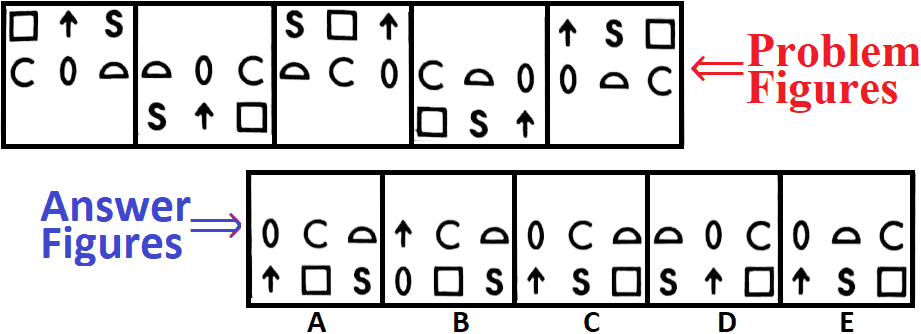 □ ↑ S S □ ↑ ↑ S □
C 0 ⌓ ⌓ 0 C ⌓ C 0 C ⌓ 0 0 ⌓ C
S ↑ □ □ S ↑
Problem
Figures
Answer
Figures
0 C ⌓ ↑ C ⌓ 0 C ⌓ ⌓ 0 C 0 ⌓ C
↑ □ S 0 □ S ↑ S □ S ↑ □ ↑ S □
A B C D E